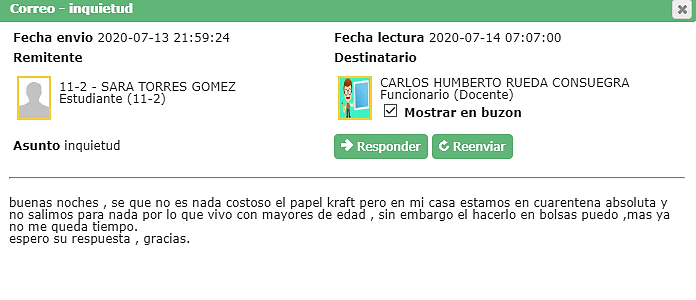 Correo - inquietud
Fecha envio 2020-07-13 21:59:24
Fecha lectura 2020-07-14 07:07:00
Remitente
Destinatario
11-2 - SARA TORRES GOMEZ
Estudiante (11-2)
CARLOS HUMBERTO RUEDA CONSUEGRA
Funcionario (Docente)
Mostrar en buzon
Asunto inquietud
Responder
Reenviar
buenas noches , se que no es nada costoso el papel kraft pero en mi casa estamos en cuarentena absoluta y
no salimos para nada por lo que vivo con mayores de edad , sin embargo el hacerlo en bolsas puedo ,mas ya
no me queda tiempo.
espero su respuesta , gracias.